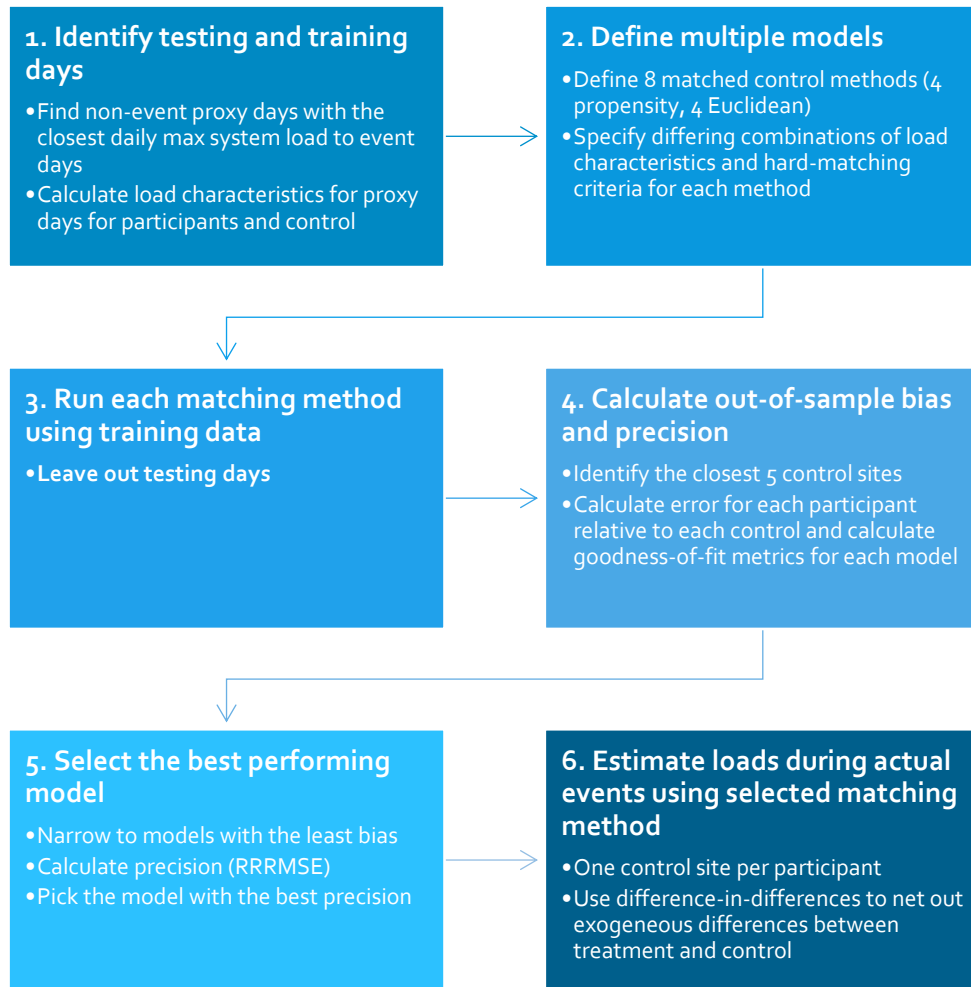 1. Identify testing and training
days
•Find non-event proxy days with the
closest daily max system load to event
days
•Calculate load characteristics for proxy
days for participants and control
2. Define multiple models
•Define 8 matched control methods (4
propensity, 4 Euclidean)
•Specify differing combinations of load
characteristics and hard-matching
criteria for each method
3. Run each matching method
using training data
•Leave out testing days
4. Calculate out-of-sample bias
and precision
•Identify the closest 5 control sites
•Calculate error for each participant
relative to each control and calculate
goodness-of-fit metrics for each model
5. Select the best performing
model
•Narrow to models with the least bias
•Calculate precision (RRRMSE)
•Pick the model with the best precision
6. Estimate loads during actual
events using selected matching
method
•One control site per participant
•Use difference-in-differences to net out
exogeneous differences between
treatment and control